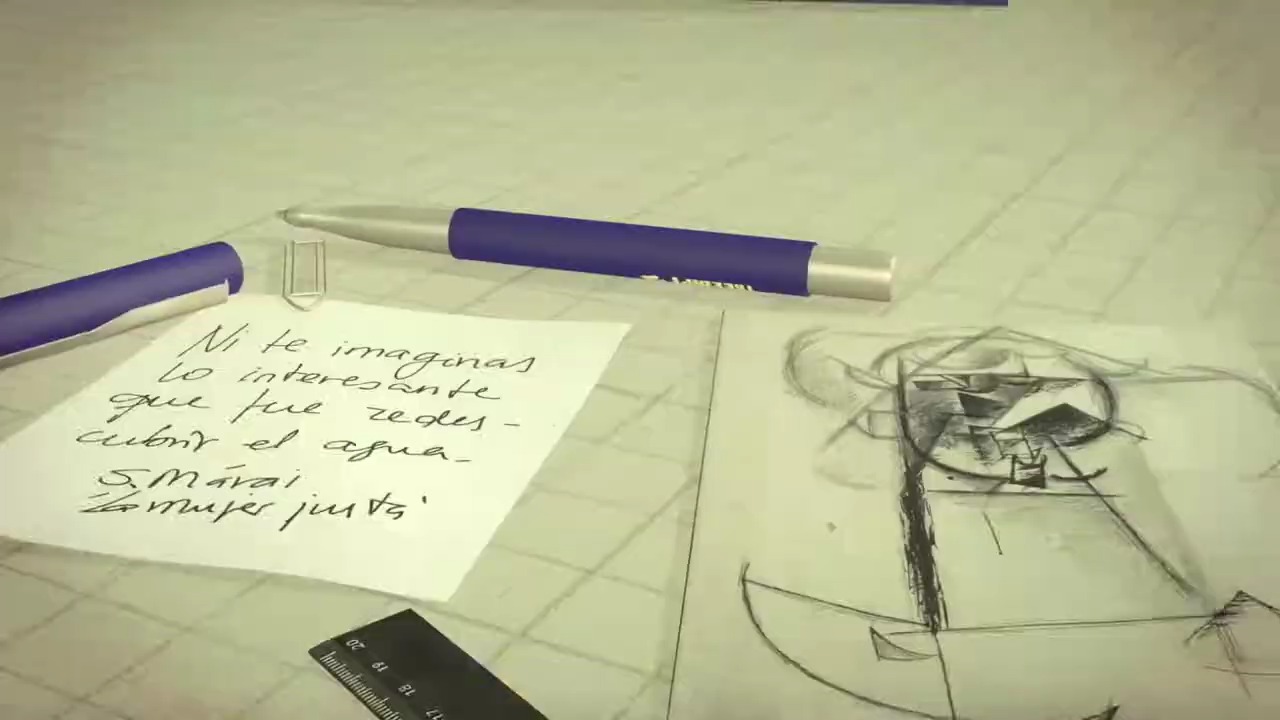 Ni te imaginas
lo interesante
que fue redes-
cubrir el agua.
S. Márai
"La mujer justa"
20 19 18 17